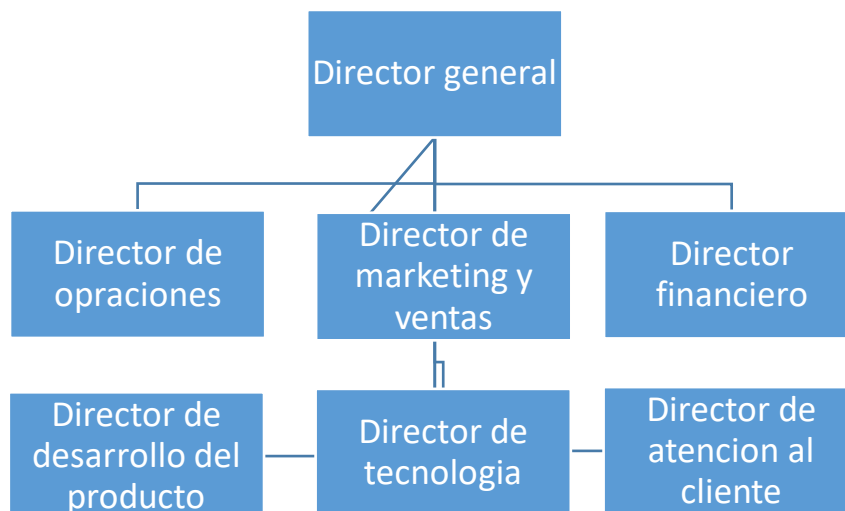 Director general
Director de
opraciones
Director de
marketing y
ventas
Director
financiero
Director de
desarrollo del
producto
Director de
tecnologia
Director de
atencion al
cliente